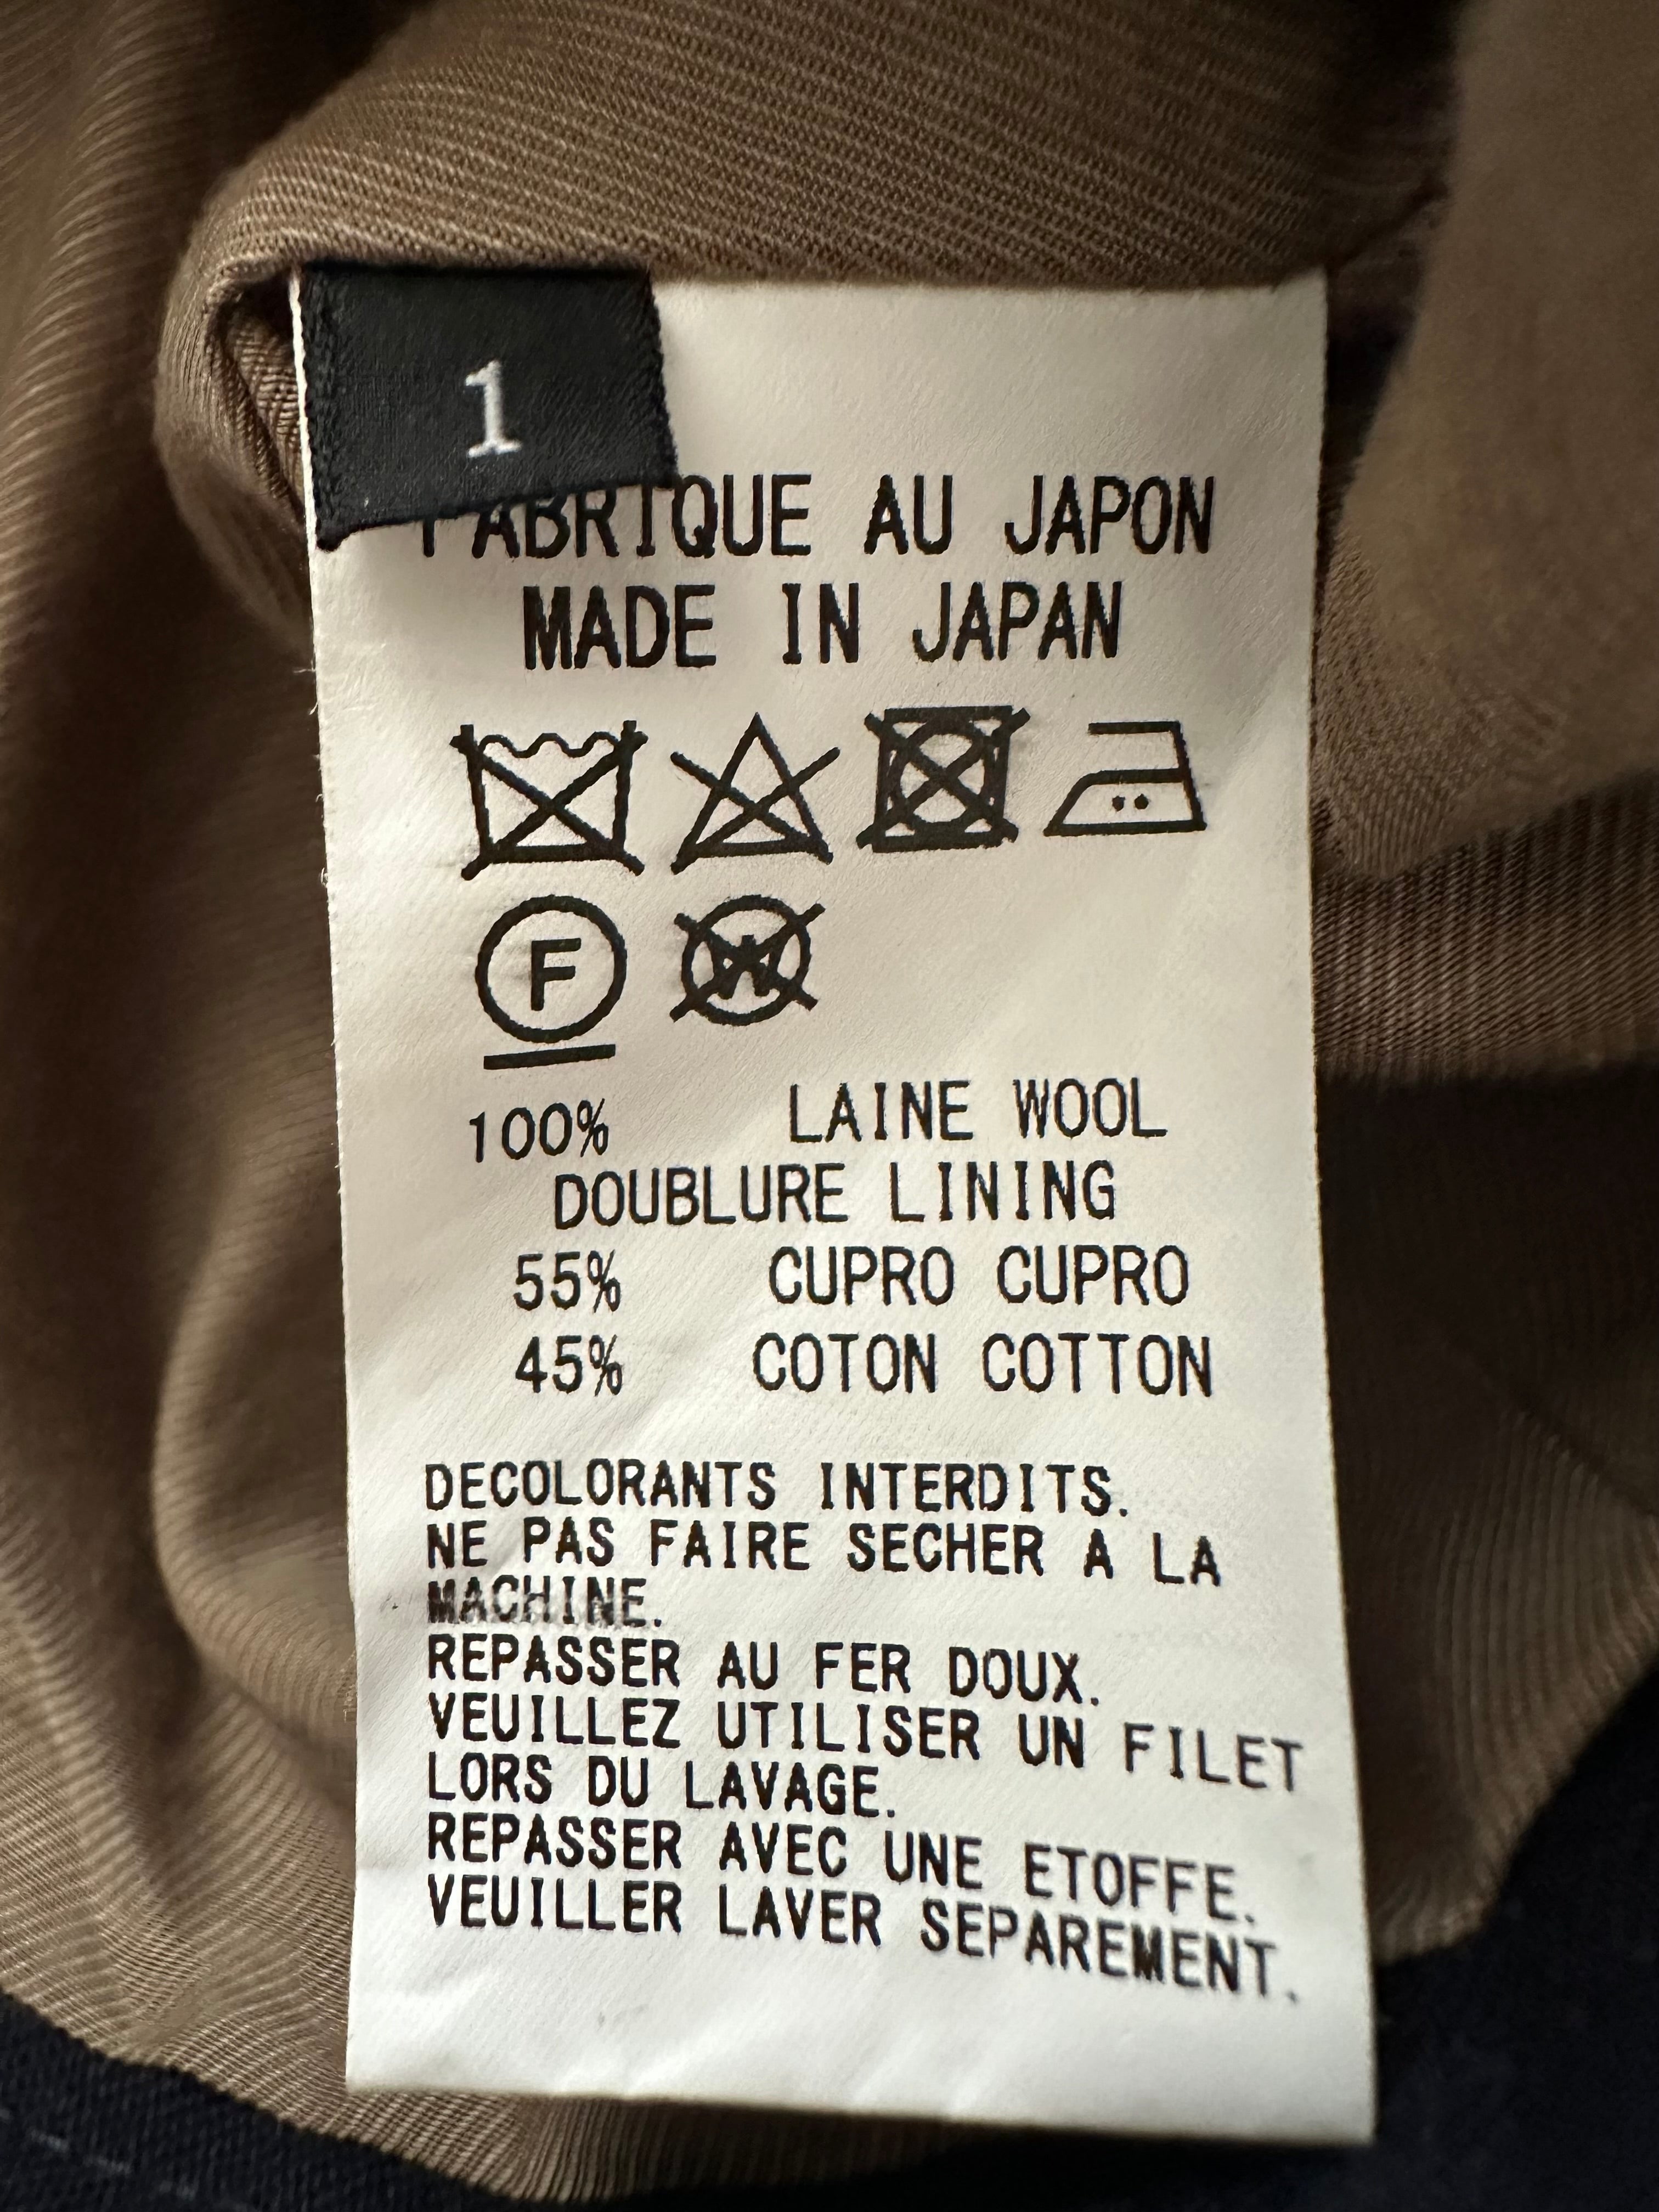 1
FABRIQUE AU JAPON
MADE IN JAPAN
F
W
100% LAINE WOOL
DOUBLURE LINING
55% CUPRO CUPRO
45% COTON COTTON
DECOLORANTS INTERDITS.
NE PAS FAIRE SECHER A LA
MACHINE.
REPASSER AU FER DOUX.
VEUILLEZ UTILISER UN FILET
LORS DU LAVAGE.
REPASSER AVEC UNE ETOFFE.
VEUILLER LAVER SEPAREMENT.